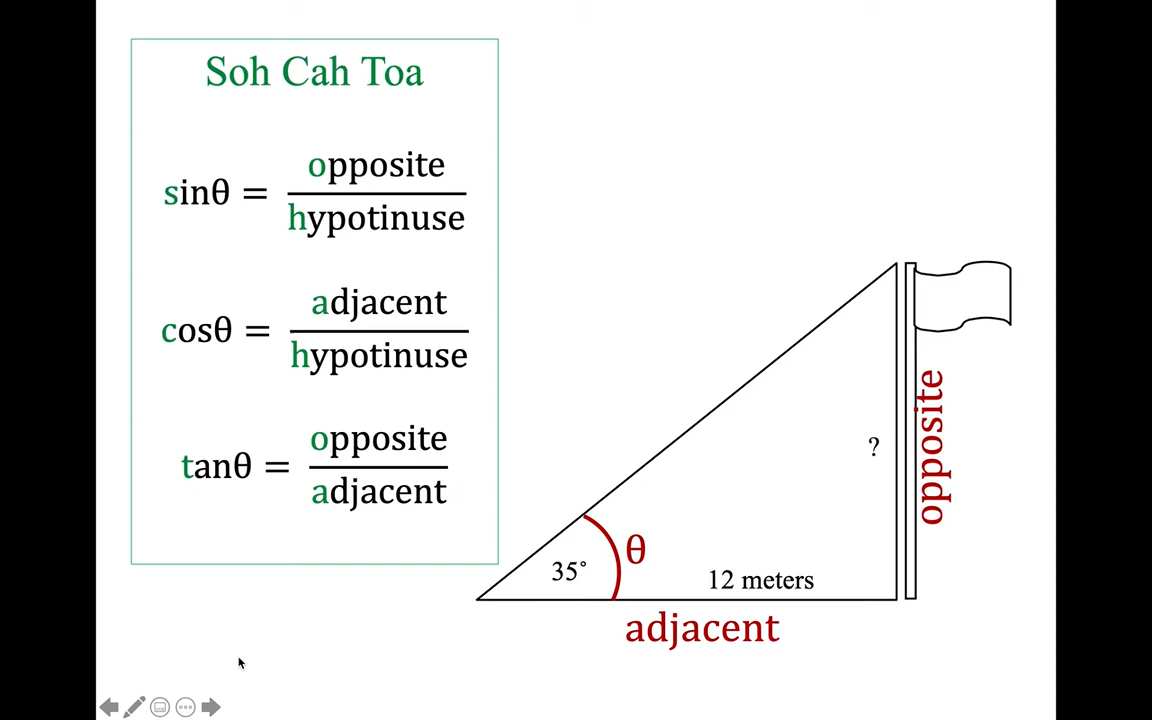 Soh Cah Toa
sinθ = opposite / hypotinuse
cosθ = adjacent / hypotinuse
tanθ = opposite / adjacent
?
opposite
θ
35°
12 meters
adjacent